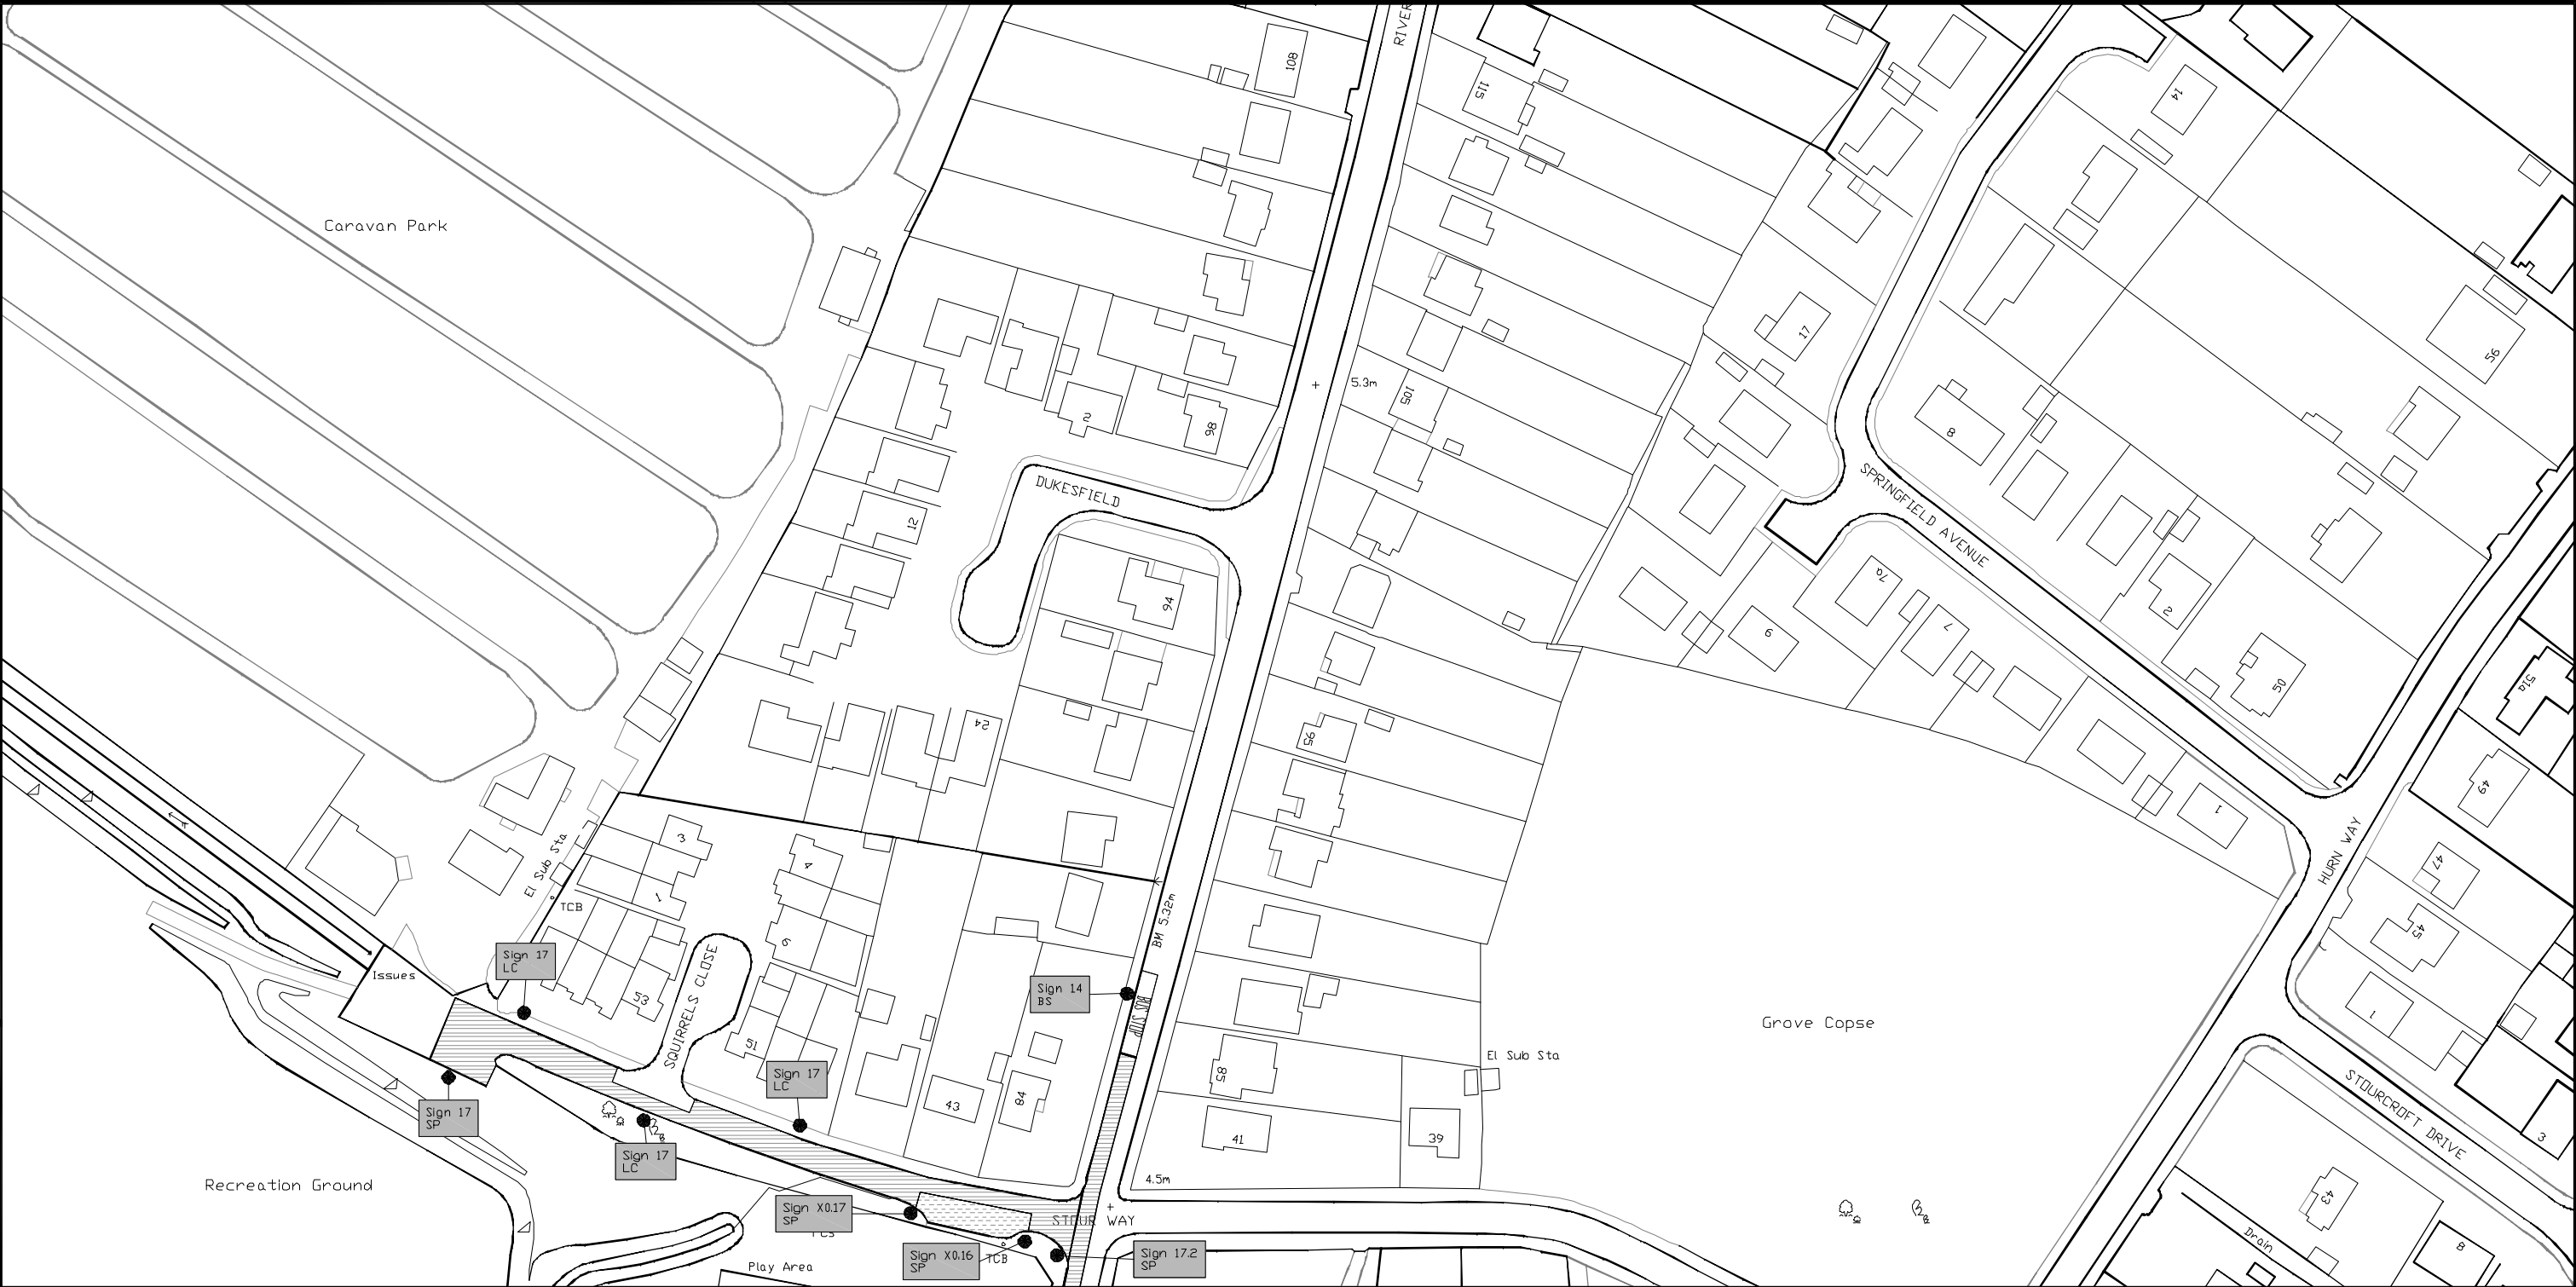 RIVER
108
115
14
Caravan Park
17
56
5.3m
105
2
98
8
SPRINGFIELD AVENUE
DUKESFIELD
12
7a
94
2
7
9
50
51a
24
95
49
1
HURN WAY
3
4
47
El Sub Sta
1
TCB
BM 5.32m
6
45
Issues
Sign 17
LC
SQUIRRELS CLOSE
53
Sign 14
BS
BUS STOP
1
Grove Copse
51
El Sub Sta
Sign 17
LC
85
84
43
STOURCROFT DRIVE
Sign 17
SP
41
39
3
Sign 17
LC
Recreation Ground
4.5m
43
Sign X0.17
SP
STOUR WAY
Drain
Sign X0.16
SP
TCB
Sign 17.2
SP
8
Play Area